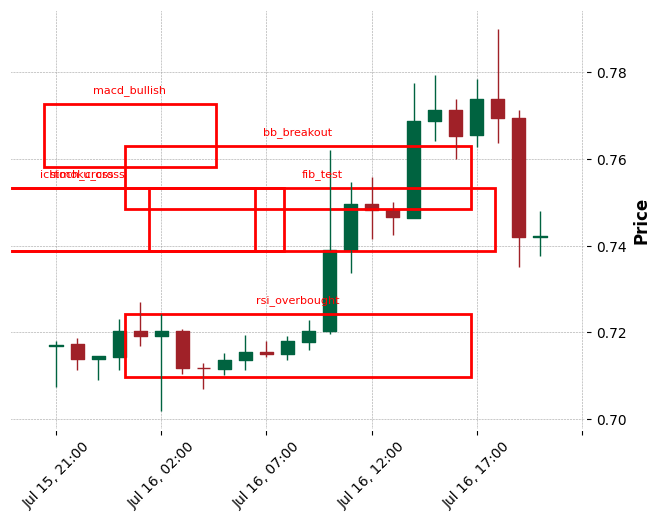 macd_bullish
bb_breakout
fib_test
rsi_overbought
0.78
0.76
0.74
0.72
0.70
Price
Jul 15, 21:00
Jul 16, 02:00
Jul 16, 07:00
Jul 16, 12:00
Jul 16, 17:00